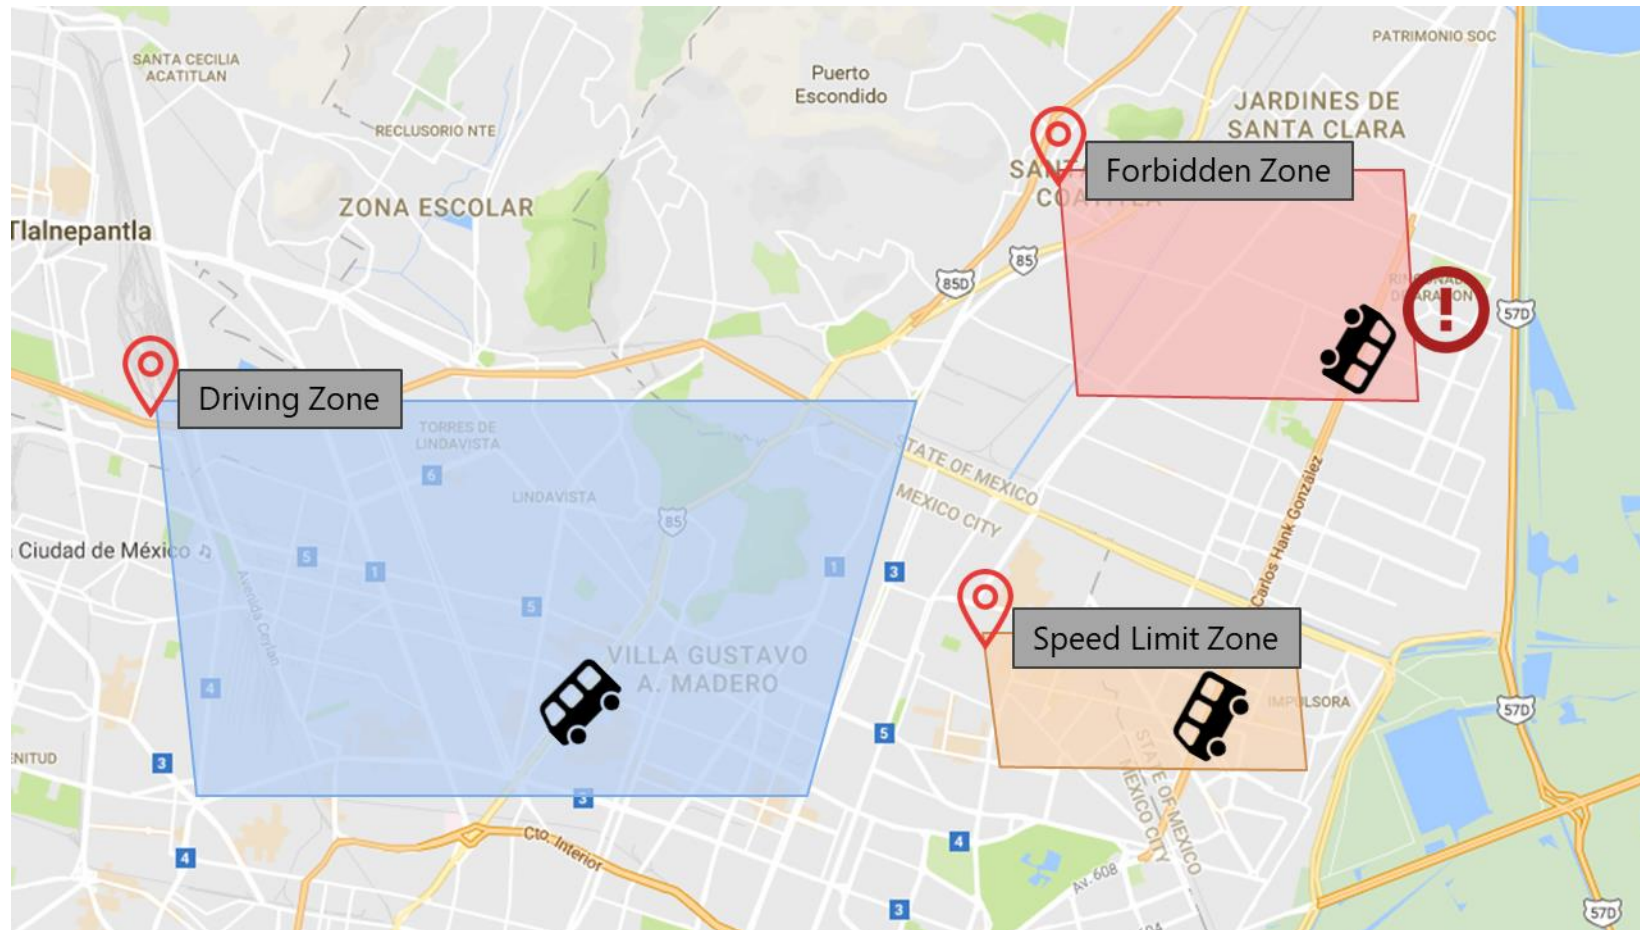 PATRIMONIO SOC
SANTA CECILIA
ACATITLAN
Puerto
Escondido
JARDINES DE
SANTA CLARA
RECLUSORIO NTE
Forbidden Zone
ZONA ESCOLAR
Tlalnepantla
85
85D
57D
!
Driving Zone
TORRES DE
LINDAVISTA
6
LINDAVISTA
STATE OF MEXICO
MEXICO CITY
85
Carlos Hank González
Ciudad de México
5
1
1
3
5
Avenida Ceylan
Speed Limit Zone
VILLA GUSTAVO
A. MADERO
4
IMPULSORA
57D
5
3
ENITUD
STATE OF MEXICO
MEXICO CITY
3
Cto. Interior
4
4
Av. 608
3
57D